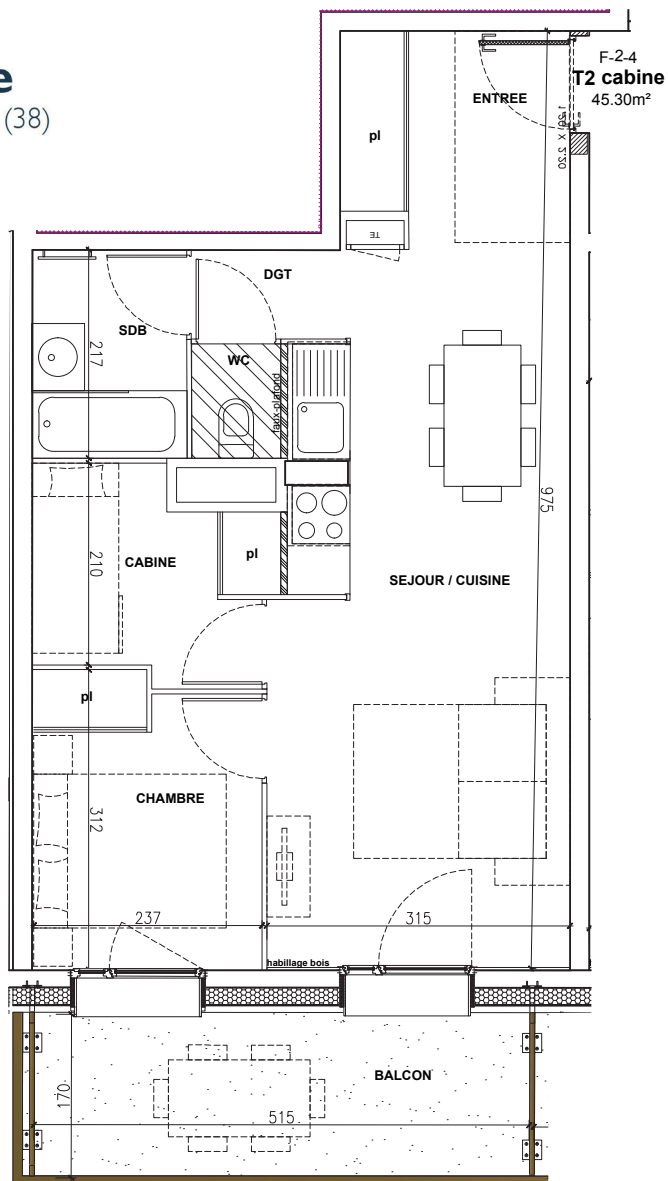 e
(38)
F-2-4
T2 cabine
45.30m²
ENTREE
pl
TE
DGT
SDB
217
WC
faux-plafond
975
210
CABINE
pl
SEJOUR / CUISINE
pl
CHAMBRE
312
237
315
habillage bois
BALCON
170
515